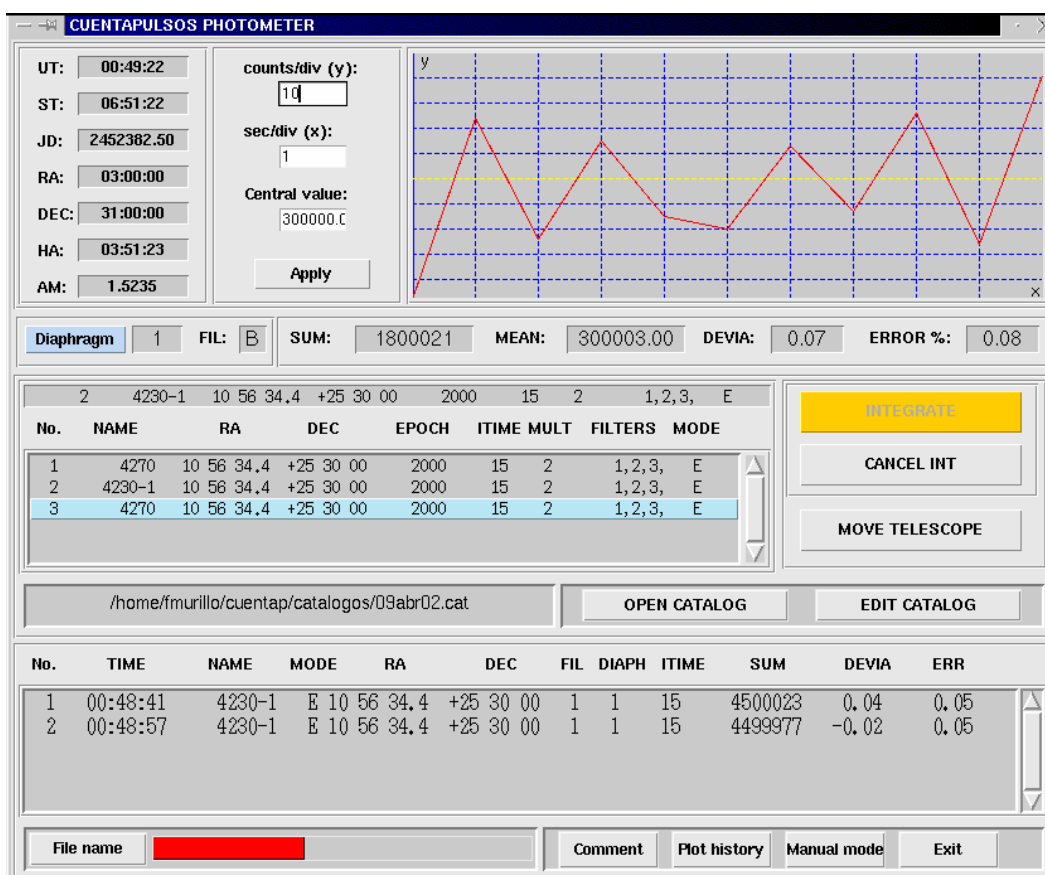 CUENTAPULSOS PHOTOMETER
UT: 00:49:22
ST: 06:51:22
JD: 2452382.50
RA: 03:00:00
DEC: 31:00:00
HA: 03:51:23
AM: 1.5235
counts/div (y):
10
sec/div (x):
1
Central value:
300000.0
Apply
y
x
Diaphragm 1 FIL: B SUM: 1800021 MEAN: 300003.00 DEVIA: 0.07 ERROR %: 0.08
2 4230-1 10 56 34.4 +25 30 00 2000 15 2 1,2,3, E
No. NAME RA DEC EPOCH ITIME MULT FILTERS MODE
1 4270 10 56 34.4 +25 30 00 2000 15 2 1,2,3, E
2 4230-1 10 56 34.4 +25 30 00 2000 15 2 1,2,3, E
3 4270 10 56 34.4 +25 30 00 2000 15 2 1,2,3, E
INTEGRATE
CANCEL INT
MOVE TELESCOPE
/home/fmurillo/cuentap/catalogos/09abr02.cat
OPEN CATALOG
EDIT CATALOG
No. TIME NAME MODE RA DEC FIL DIAPH ITIME SUM DEVIA ERR
1 00:48:41 4230-1 E 10 56 34.4 +25 30 00 1 1 15 4500023 0.04 0.05
2 00:48:57 4230-1 E 10 56 34.4 +25 30 00 1 1 15 4499977 -0.02 0.05
File name
Comment
Plot history
Manual mode
Exit